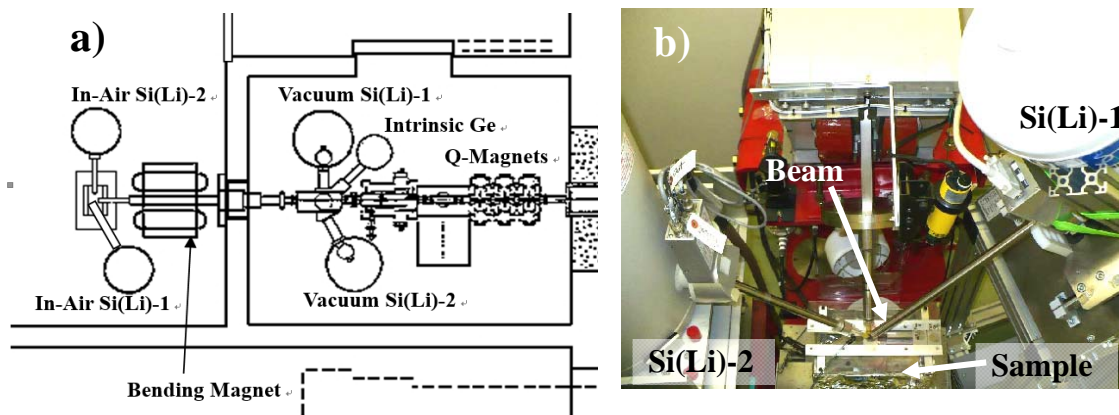 a)
In-Air Si(Li)-2
Vacuum Si(Li)-1
Intrinsic Ge
Q-Magnets
In-Air Si(Li)-1
Vacuum Si(Li)-2
Bending Magnet
b)
Si(Li)-1
Beam
Si(Li)-2
Sample